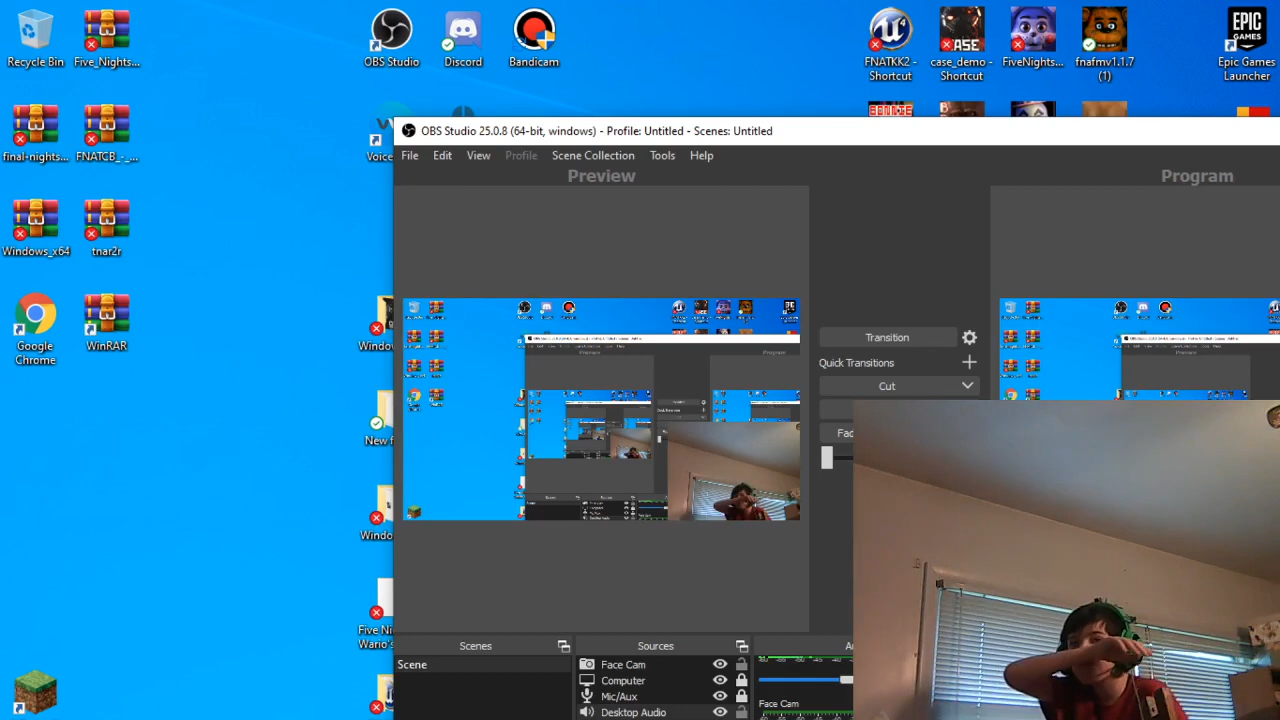 Recycle Bin
Five_Nights...
OBS Studio
Discord
Bandicam
FNATKK2 - Shortcut
case_demo - Shortcut
FiveNights...
fnafmv1.1.7 (1)
EPIC GAMES
Epic Games Launcher
final-nights...
FNATCB_-_...
Voice
OBS Studio 25.0.8 (64-bit, windows) - Profile: Untitled - Scenes: Untitled
File Edit View Profile Scene Collection Tools Help
Preview
Program
Windows_x64
tnar2r
Google Chrome
WinRAR
Window
Transition
Quick Transitions
Cut
Fad
New f
Windo
Five Ni
Wario's
Scenes
Sources
Scene
Face Cam
Computer
Mic/Aux
Desktop Audio
Face Cam